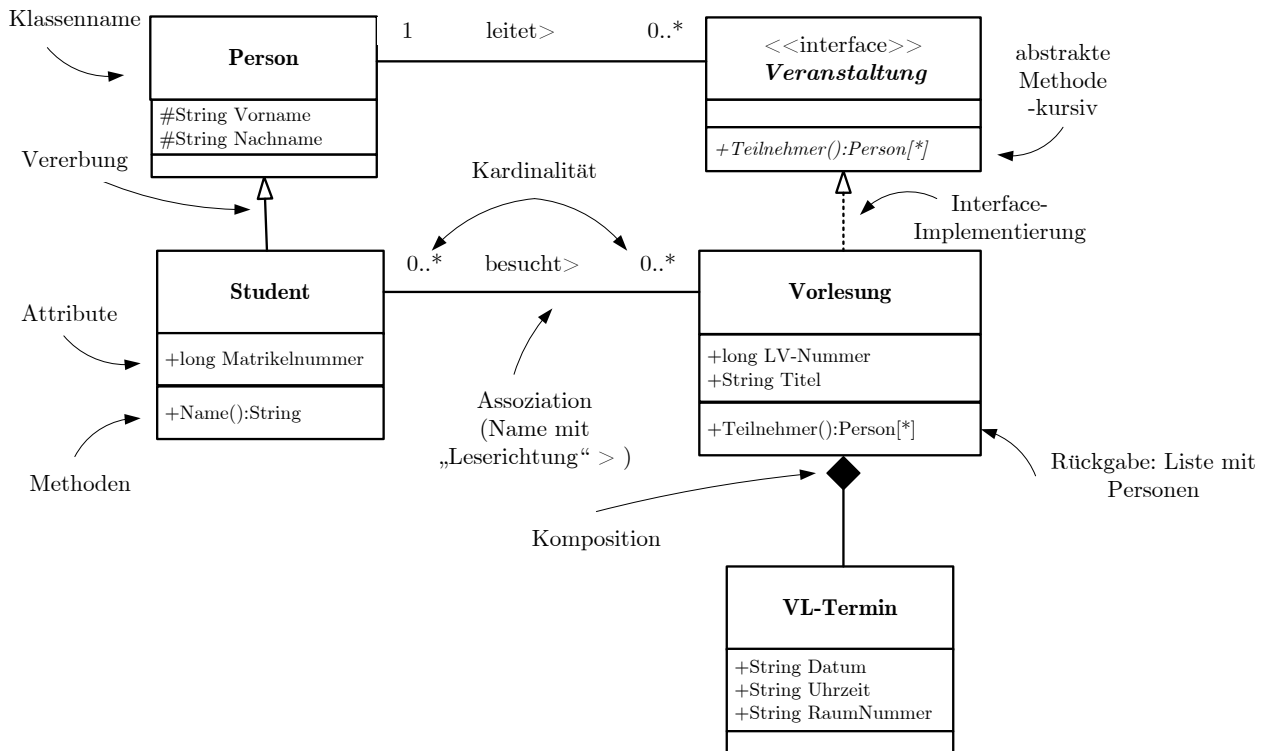 Klassenname
Person
#String Vorname
#String Nachname
1 leitet> 0..*
<<interface>>
Veranstaltung
+Teilnehmer():Person[*]
abstrakte
Methode
-kursiv
Vererbung
Kardinalität
Interface-
Implementierung
0..* besucht> 0..*
Student
+long Matrikelnummer
+Name():String
Attribute
Methoden
Assoziation
(Name mit
„Leserichtung“ > )
Vorlesung
+long LV-Nummer
+String Titel
+Teilnehmer():Person[*]
Rückgabe: Liste mit
Personen
Komposition
VL-Termin
+String Datum
+String Uhrzeit
+String RaumNummer